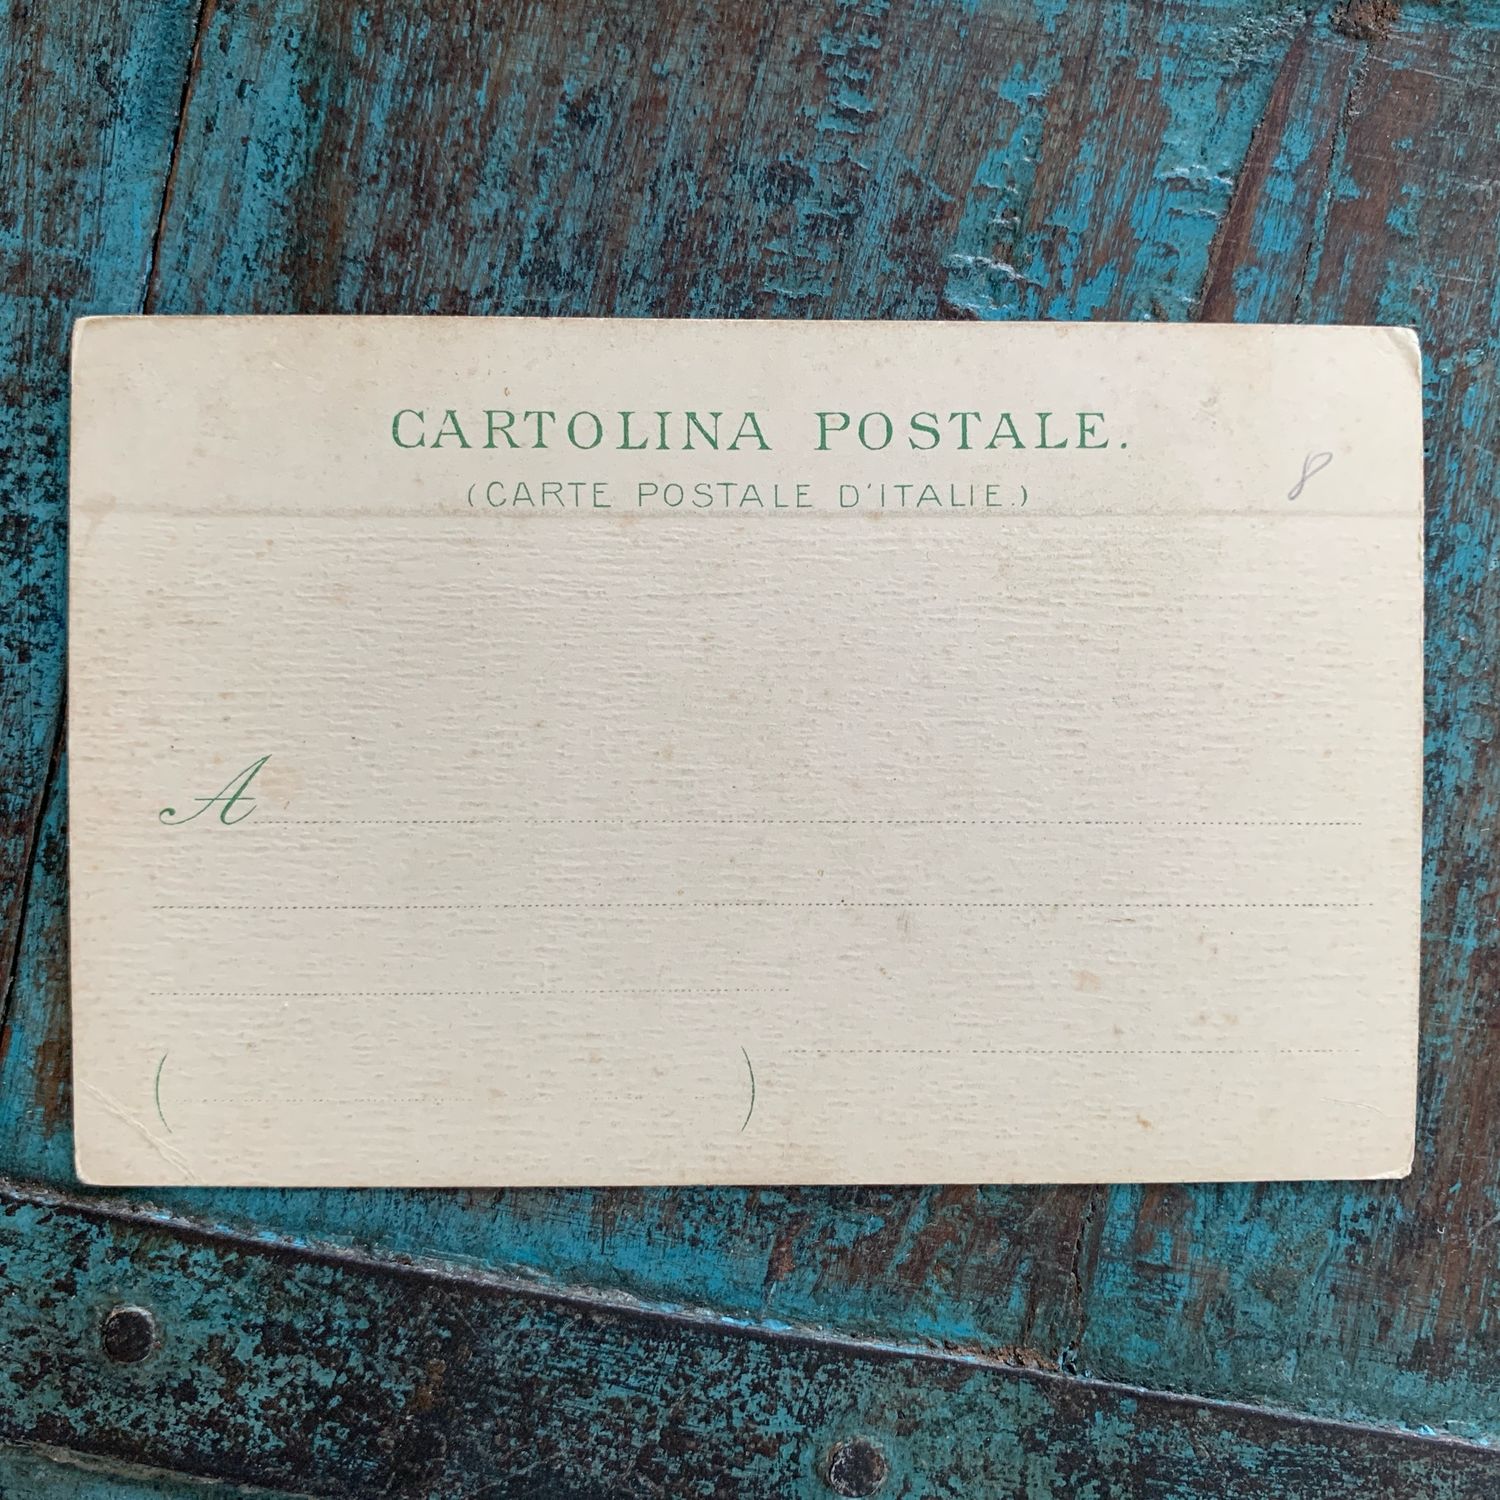 CARTOLINA POSTALE.
(CARTE POSTALE D'ITALIE.)
8
A
( )